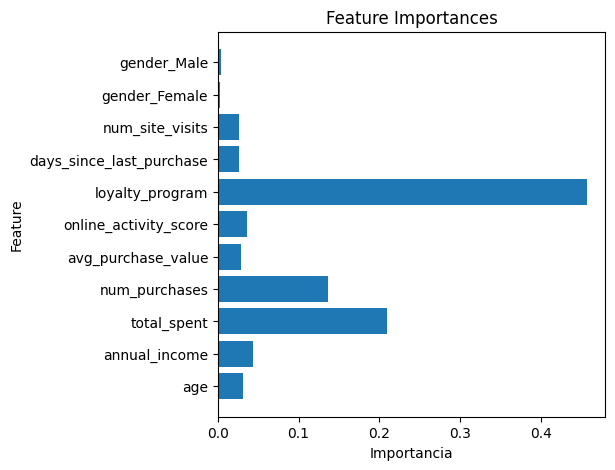 Feature Importances
Feature
gender_Male
gender_Female
num_site_visits
days_since_last_purchase
loyalty_program
online_activity_score
avg_purchase_value
num_purchases
total_spent
annual_income
age
0.0 0.1 0.2 0.3 0.4
Importancia